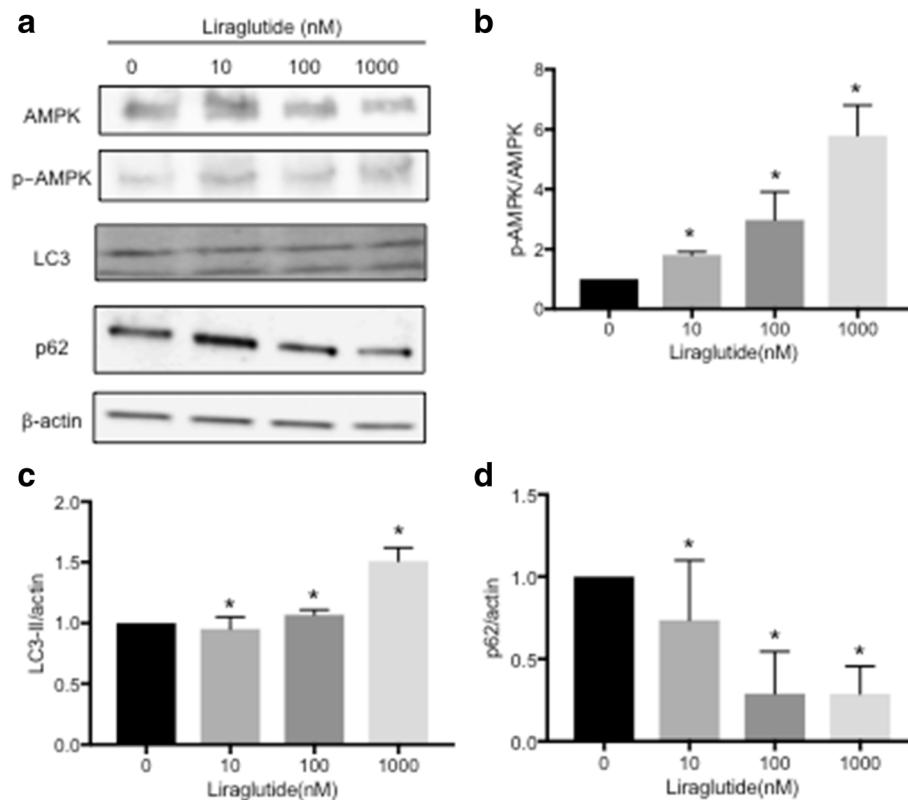 a
Liraglutide (nM)
0 10 100 1000
AMPK
p-AMPK
LC3
p62
β-actin
b
p-AMPK/AMPK
8
6
4
2
0
*
*
*
0 10 100 1000
Liraglutide(nM)
c
LC3-II/actin
2.0
1.5
1.0
0.5
0.0
*
*
*
0 10 100 1000
Liraglutide(nM)
d
p62/actin
1.5
1.0
0.5
0.0
*
*
*
0 10 100 1000
Liraglutide(nM)